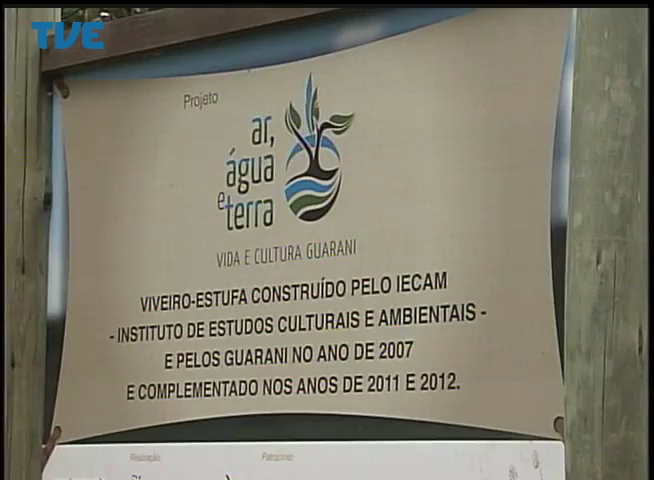 TVE
Projeto
ar,
água
e terra
VIDA E CULTURA GUARANI
VIVEIRO-ESTUFA CONSTRUÍDO PELO IECAM
- INSTITUTO DE ESTUDOS CULTURAIS E AMBIENTAIS -
E PELOS GUARANI NO ANO DE 2007
E COMPLEMENTADO NOS ANOS DE 2011 E 2012.
Realização: Patrocínio: